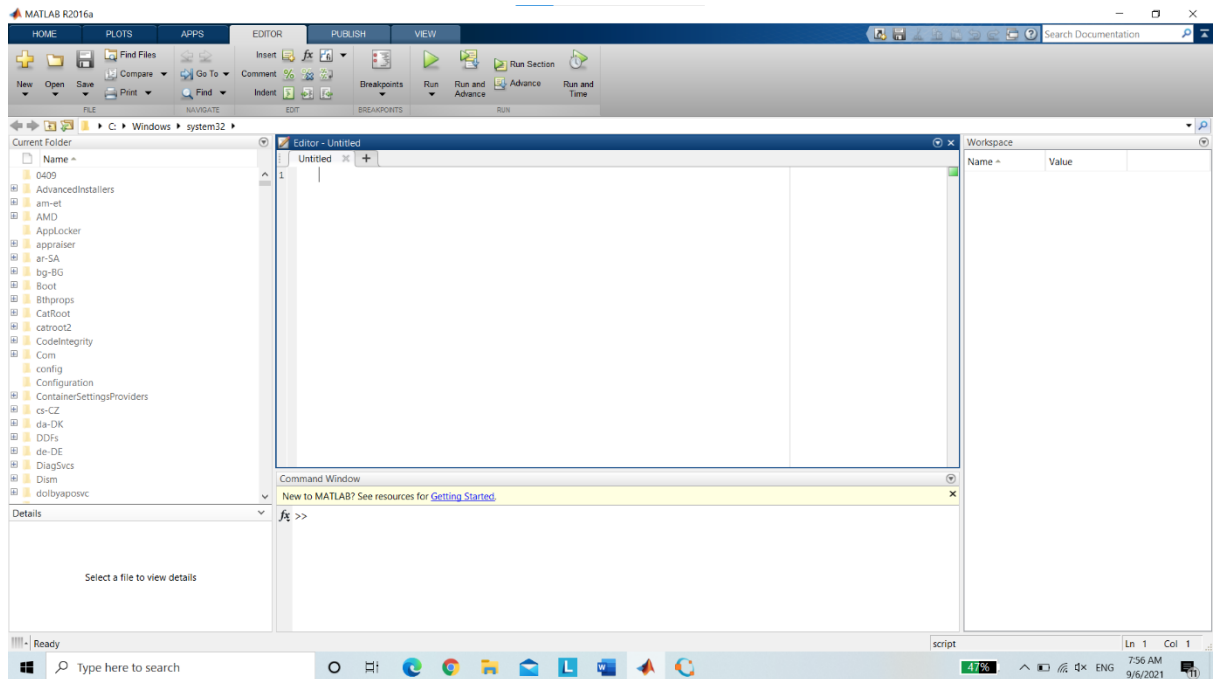 MATLAB R2016a
HOME PLOTS APPS EDITOR PUBLISH VIEW
Search Documentation
New Open Save
Find Files
Compare
Print
Go To
Find
Insert
Comment
Indent
fx
Breakpoints
Run
Run and Advance
Run Section
Advance
Run and Time
FILE NAVIGATE EDIT BREAKPOINTS RUN
C: Windows system32
Current Folder
Name
0409
AdvancedInstallers
am-et
AMD
AppLocker
appraiser
ar-SA
bg-BG
Boot
Bthprops
CatRoot
catroot2
CodeIntegrity
Com
config
Configuration
ContainerSettingsProviders
cs-CZ
da-DK
DDFs
de-DE
DiagSvcs
Dism
dolbyaposvc
Details
Select a file to view details
Editor - Untitled
Untitled
1
Command Window
New to MATLAB? See resources for Getting Started.
fx >>
Workspace
Name Value
Ready
script
Ln 1 Col 1
Type here to search
L
W
47%
ENG
7:56 AM
9/6/2021
11